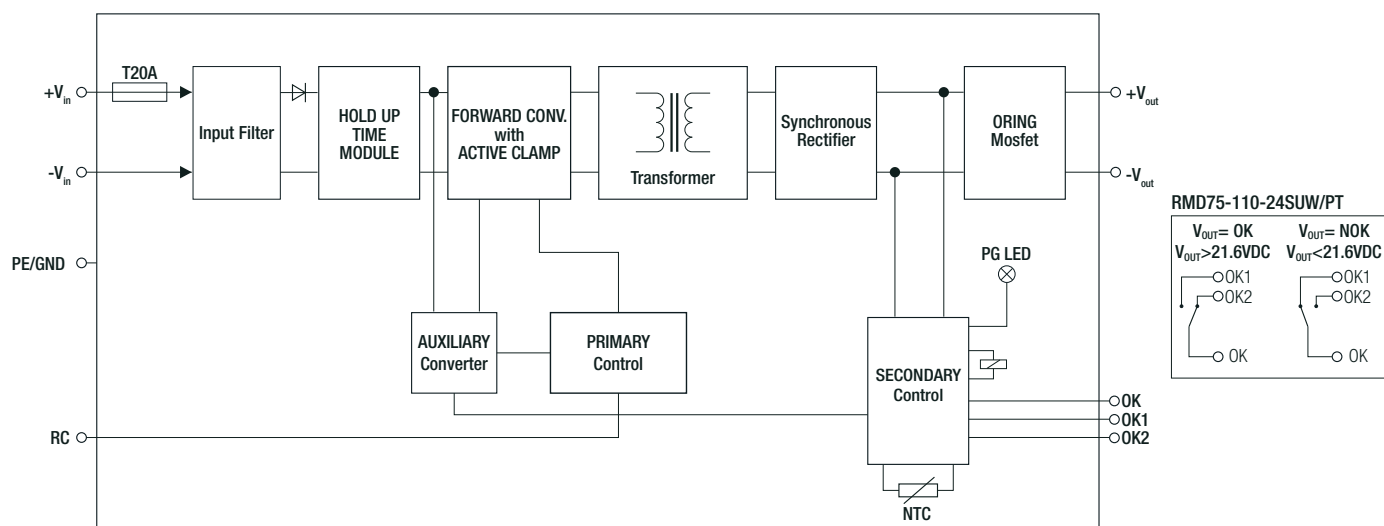 T20A
+Vin
-Vin
Input Filter
HOLD UP
TIME
MODULE
FORWARD CONV.
with
ACTIVE CLAMP
Transformer
Synchronous
Rectifier
ORING
Mosfet
+Vout
-Vout
RMD75-110-24SUW/PT
VOUT= OK
VOUT>21.6VDC
OK1
OK2
OK
VOUT= NOK
VOUT<21.6VDC
OK1
OK2
OK
PE/GND
PG LED
AUXILIARY
Converter
PRIMARY
Control
SECONDARY
Control
OK
OK1
OK2
RC
NTC